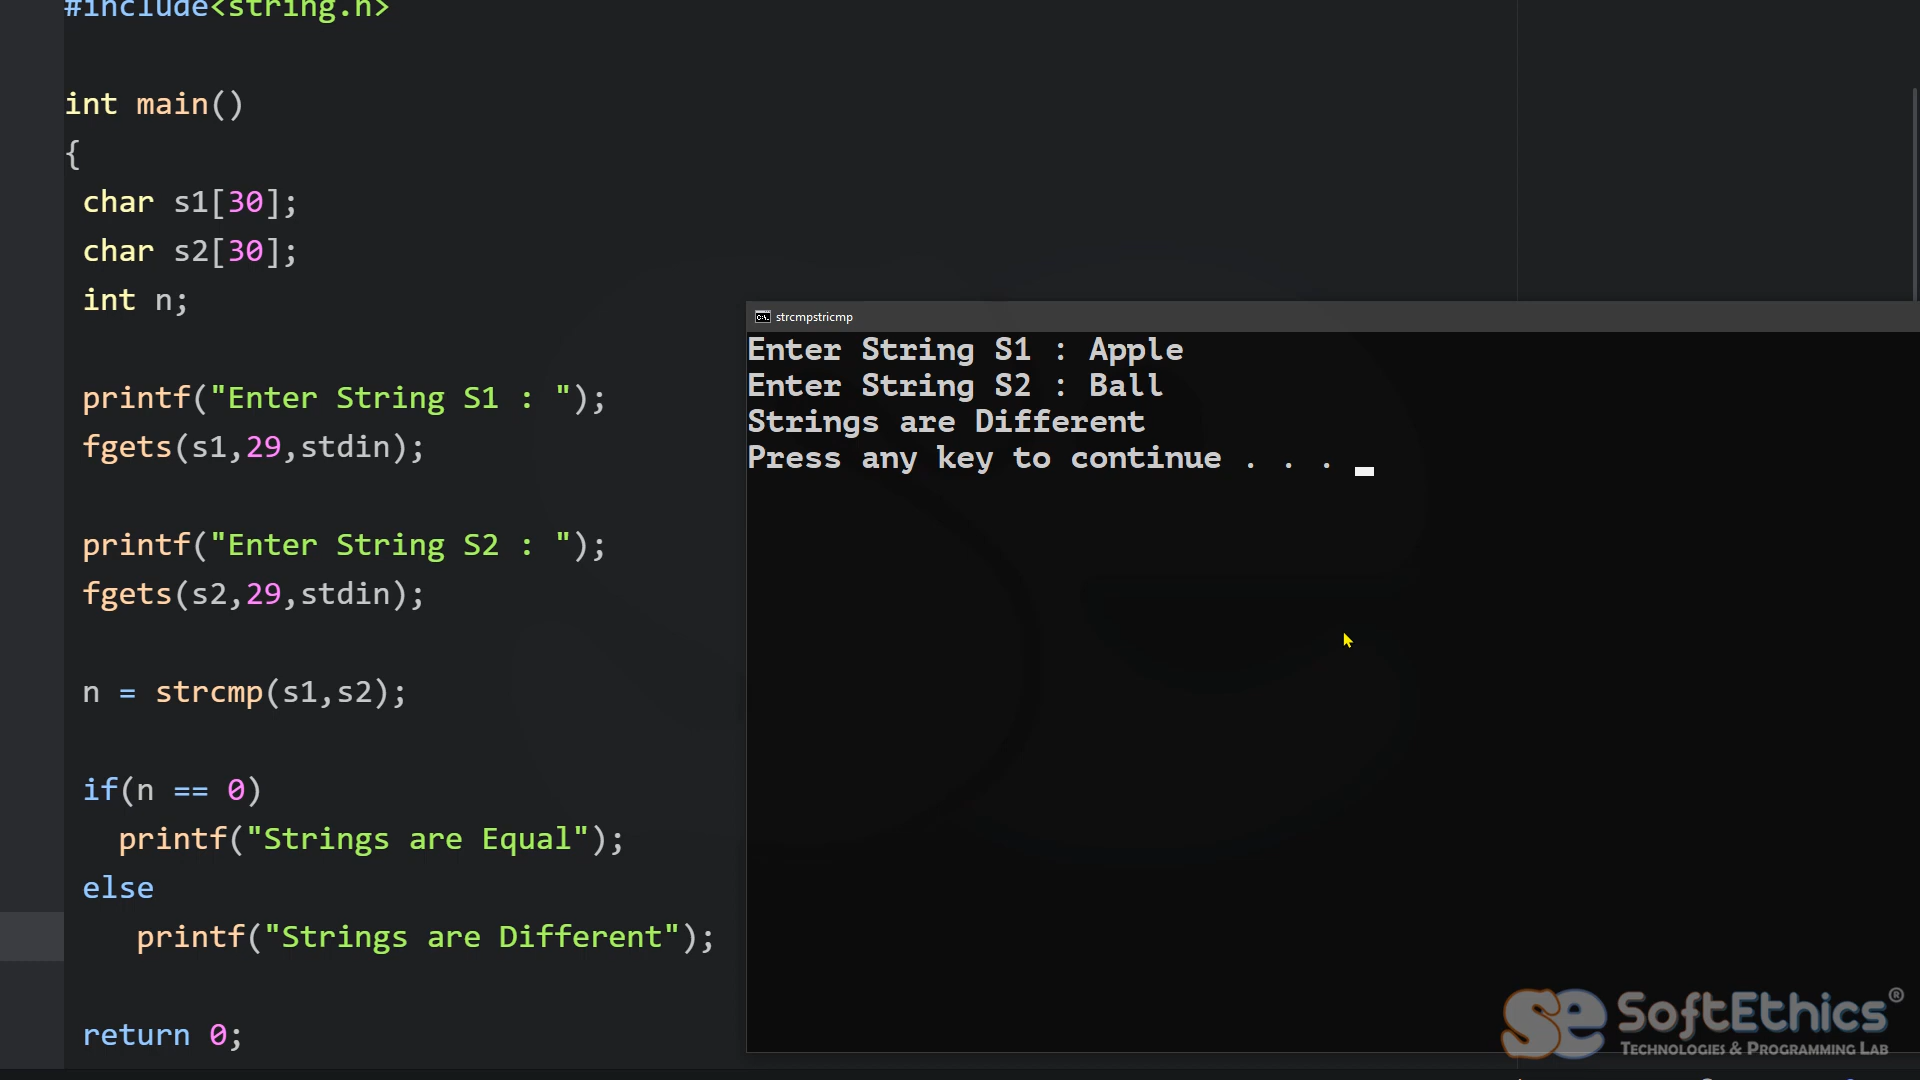 #include<string.h>
int main()
{
char s1[30];
char s2[30];
int n;
printf("Enter String S1 : ");
fgets(s1,29,stdin);
printf("Enter String S2 : ");
fgets(s2,29,stdin);
n = strcmp(s1,s2);
if(n == 0)
printf("Strings are Equal");
else
printf("Strings are Different");
return 0;
strcmpstricmp
Enter String S1 : Apple
Enter String S2 : Ball
Strings are Different
Press any key to continue . . .
se SoftEthics®
Technologies & Programming Lab